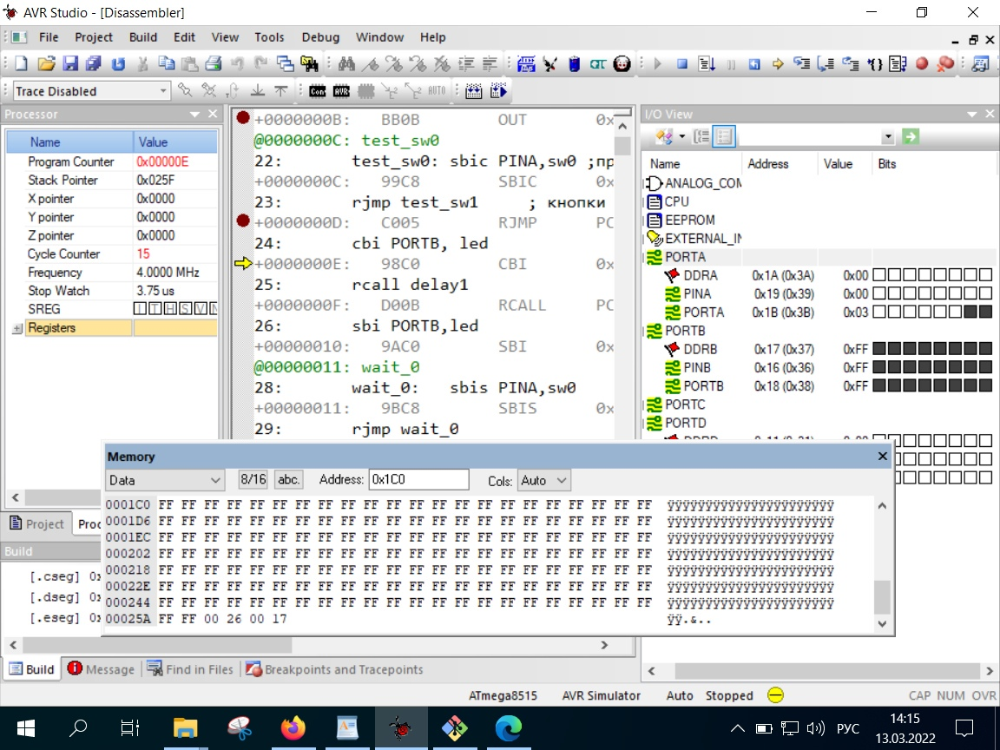 AVR Studio - [Disassembler]
File Project Build Edit View Tools Debug Window Help
Trace Disabled
AUTO
Processor
Name Value
Program Counter 0x00000E
Stack Pointer 0x025F
X pointer 0x0000
Y pointer 0x0000
Z pointer 0x0000
Cycle Counter 15
Frequency 4.0000 MHz
Stop Watch 3.75 us
SREG I T H S V N
Registers
+0000000B: BB0B OUT 0x
@0000000C: test_sw0
22: test_sw0: sbic PINA,sw0 ;пр
+0000000C: 99C8 SBIC 0x
23: rjmp test_sw1 ; кнопки
+0000000D: C005 RJMP PC
24: cbi PORTB, led
+0000000E: 98C0 CBI 0x
25: rcall delay1
+0000000F: D00B RCALL PC
26: sbi PORTB,led
+00000010: 9AC0 SBI 0x
@00000011: wait_0
28: wait_0: sbis PINA,sw0
+00000011: 9BC8 SBIS 0x
29: rjmp wait_0
I/O View
Name Address Value Bits
ANALOG_COM
CPU
EEPROM
EXTERNAL_IN
PORTA
DDRA 0x1A (0x3A) 0x00
PINA 0x19 (0x39) 0x00
PORTA 0x1B (0x3B) 0x03
PORTB
DDRB 0x17 (0x37) 0xFF
PINB 0x16 (0x36) 0xFF
PORTB 0x18 (0x38) 0xFF
PORTC
PORTD
Memory
Data 8/16 abc. Address: 0x1C0 Cols: Auto
0001C0 FF FF FF FF FF FF FF FF FF FF FF FF FF FF FF FF FF FF FF FF FF FF ÿÿÿÿÿÿÿÿÿÿÿÿÿÿÿÿÿÿÿÿÿÿ
0001D6 FF FF FF FF FF FF FF FF FF FF FF FF FF FF FF FF FF FF FF FF FF FF ÿÿÿÿÿÿÿÿÿÿÿÿÿÿÿÿÿÿÿÿÿÿ
0001EC FF FF FF FF FF FF FF FF FF FF FF FF FF FF FF FF FF FF FF FF FF FF ÿÿÿÿÿÿÿÿÿÿÿÿÿÿÿÿÿÿÿÿÿÿ
000202 FF FF FF FF FF FF FF FF FF FF FF FF FF FF FF FF FF FF FF FF FF FF ÿÿÿÿÿÿÿÿÿÿÿÿÿÿÿÿÿÿÿÿÿÿ
000218 FF FF FF FF FF FF FF FF FF FF FF FF FF FF FF FF FF FF FF FF FF FF ÿÿÿÿÿÿÿÿÿÿÿÿÿÿÿÿÿÿÿÿÿÿ
00022E FF FF FF FF FF FF FF FF FF FF FF FF FF FF FF FF FF FF FF FF FF FF ÿÿÿÿÿÿÿÿÿÿÿÿÿÿÿÿÿÿÿÿÿÿ
000244 FF FF FF FF FF FF FF FF FF FF FF FF FF FF FF FF FF FF FF FF FF FF ÿÿÿÿÿÿÿÿÿÿÿÿÿÿÿÿÿÿÿÿÿÿ
00025A FF FF 00 26 00 17 ÿÿ.&..
Project Proc
Build
[.cseg] 0x
[.dseg] 0x
[.eseg] 0x
Build Message Find in Files Breakpoints and Tracepoints
ATmega8515 AVR Simulator Auto Stopped CAP NUM OVR
РУС
14:15
13.03.2022